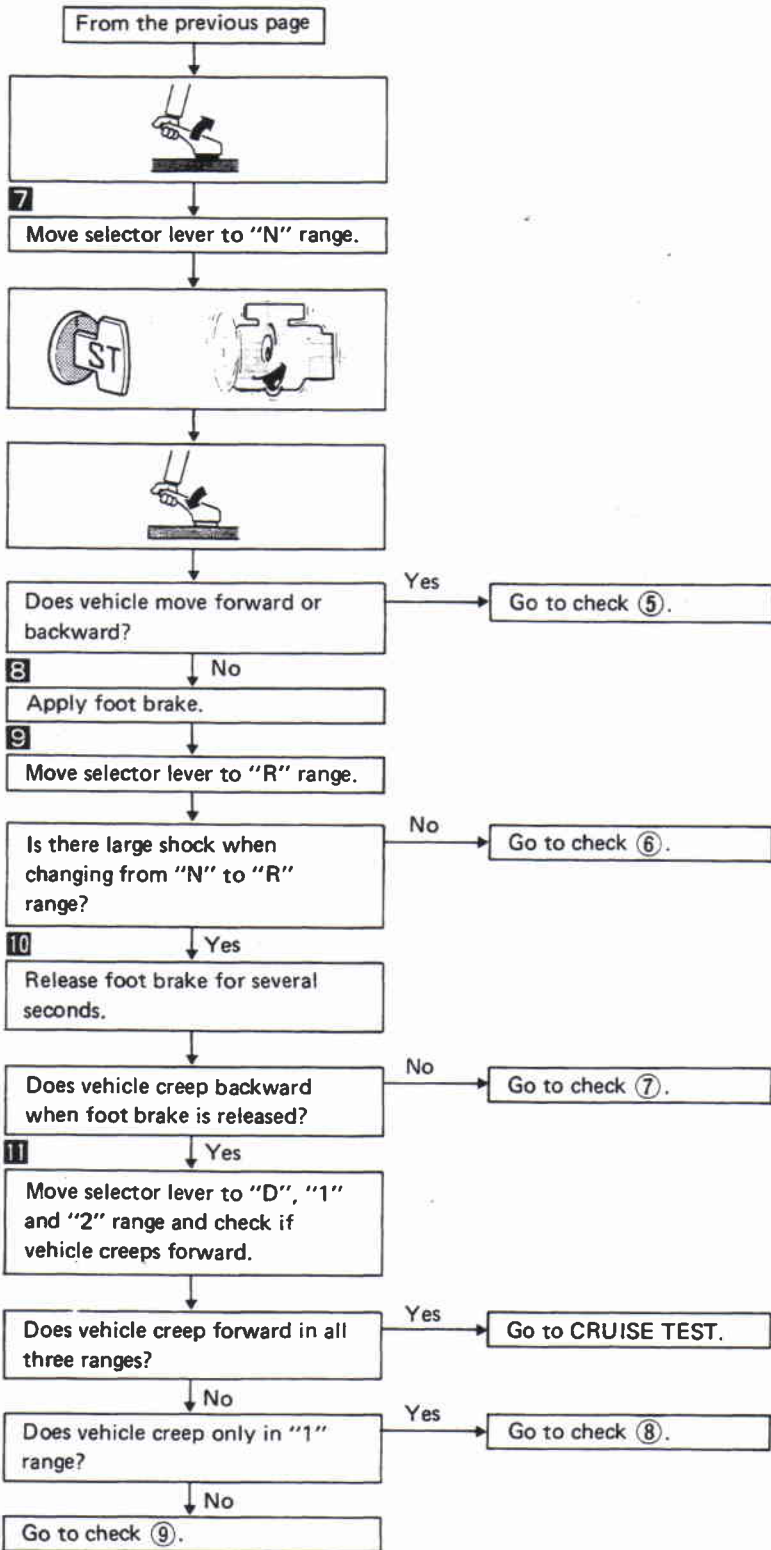 From the previous page
7
Move selector lever to "N" range.
ST
Does vehicle move forward or
backward?
Yes
Go to check ⑤.
No
8
Apply foot brake.
9
Move selector lever to "R" range.
Is there large shock when
changing from "N" to "R"
range?
No
Go to check ⑥.
Yes
10
Release foot brake for several
seconds.
Does vehicle creep backward
when foot brake is released?
No
Go to check ⑦.
Yes
11
Move selector lever to "D", "1"
and "2" range and check if
vehicle creeps forward.
Does vehicle creep forward in all
three ranges?
Yes
Go to CRUISE TEST.
No
Does vehicle creep only in "1"
range?
Yes
Go to check ⑧.
No
Go to check ⑨.